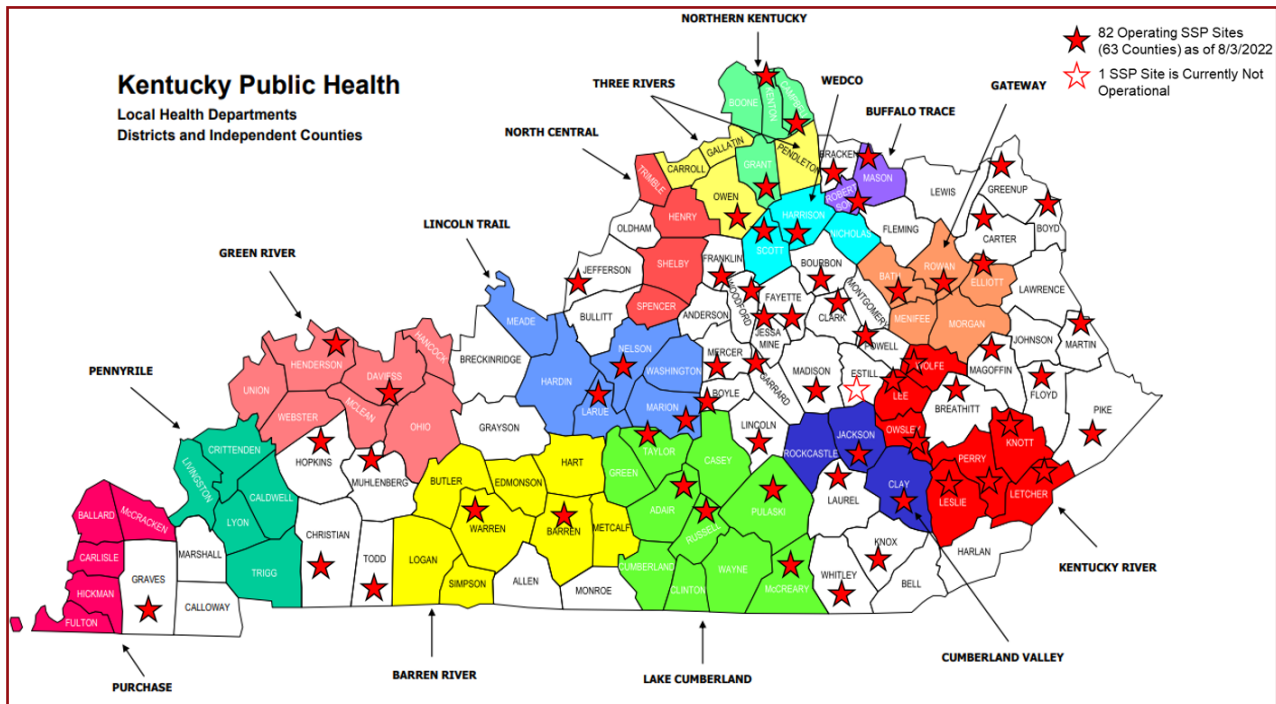 NORTHERN KENTUCKY
82 Operating SSP Sites
(63 Counties) as of 8/3/2022
1 SSP Site is Currently Not
Operational
Kentucky Public Health
Local Health Departments
Districts and Independent Counties
THREE RIVERS
WEDCO
GATEWAY
BUFFALO TRACE
NORTH CENTRAL
LINCOLN TRAIL
GREEN RIVER
PENNYRILE
BOONE
KENTON
CAMPBELL
GALLATIN
CARROLL
TRIMBLE
GRANT
PENDLETON
BRACKEN
MASON
ROBERT
SON
LEWIS
GREENUP
OWEN
HENRY
OLDHAM
HARRISON
NICHOLAS
FLEMING
CARTER
BOYD
SCOTT
SHELBY
FRANKLIN
BOURBON
BATH
ROWAN
ELLIOTT
LAWRENCE
JEFFERSON
WOODFORD
FAYETTE
CLARK
MONTGOMERY
MENIFEE
MORGAN
SPENCER
BULLITT
ANDERSON
JESSA
MINE
POWELL
JOHNSON
MARTIN
MEADE
BRECKINRIDGE
HANCOCK
NELSON
WASHINGTON
MERCER
GARRARD
MADISON
ESTILL
WOLFE
MAGOFFIN
FLOYD
PIKE
HENDERSON
UNION
DAVIESS
WEBSTER
MCLEAN
OHIO
HARDIN
LARUE
MARION
BOYLE
LEE
BREATHITT
GRAYSON
LINCOLN
ROCKCASTLE
JACKSON
OWSLEY
KNOTT
PERRY
CRITTENDEN
LIVINGSTON
HOPKINS
MUHLENBERG
BUTLER
EDMONSON
HART
GREEN
TAYLOR
CASEY
PULASKI
LAUREL
CLAY
LESLIE
LETCHER
CALDWELL
LYON
TRIGG
CHRISTIAN
TODD
LOGAN
WARREN
SIMPSON
BARREN
METCALF
ADAIR
RUSSELL
KNOX
BELL
HARLAN
BALLARD
McCRACKEN
CARLISLE
HICKMAN
FULTON
GRAVES
MARSHALL
CALLOWAY
ALLEN
MONROE
CUMBERLAND
CLINTON
WAYNE
McCREARY
WHITLEY
KENTUCKY RIVER
CUMBERLAND VALLEY
LAKE CUMBERLAND
BARREN RIVER
PURCHASE